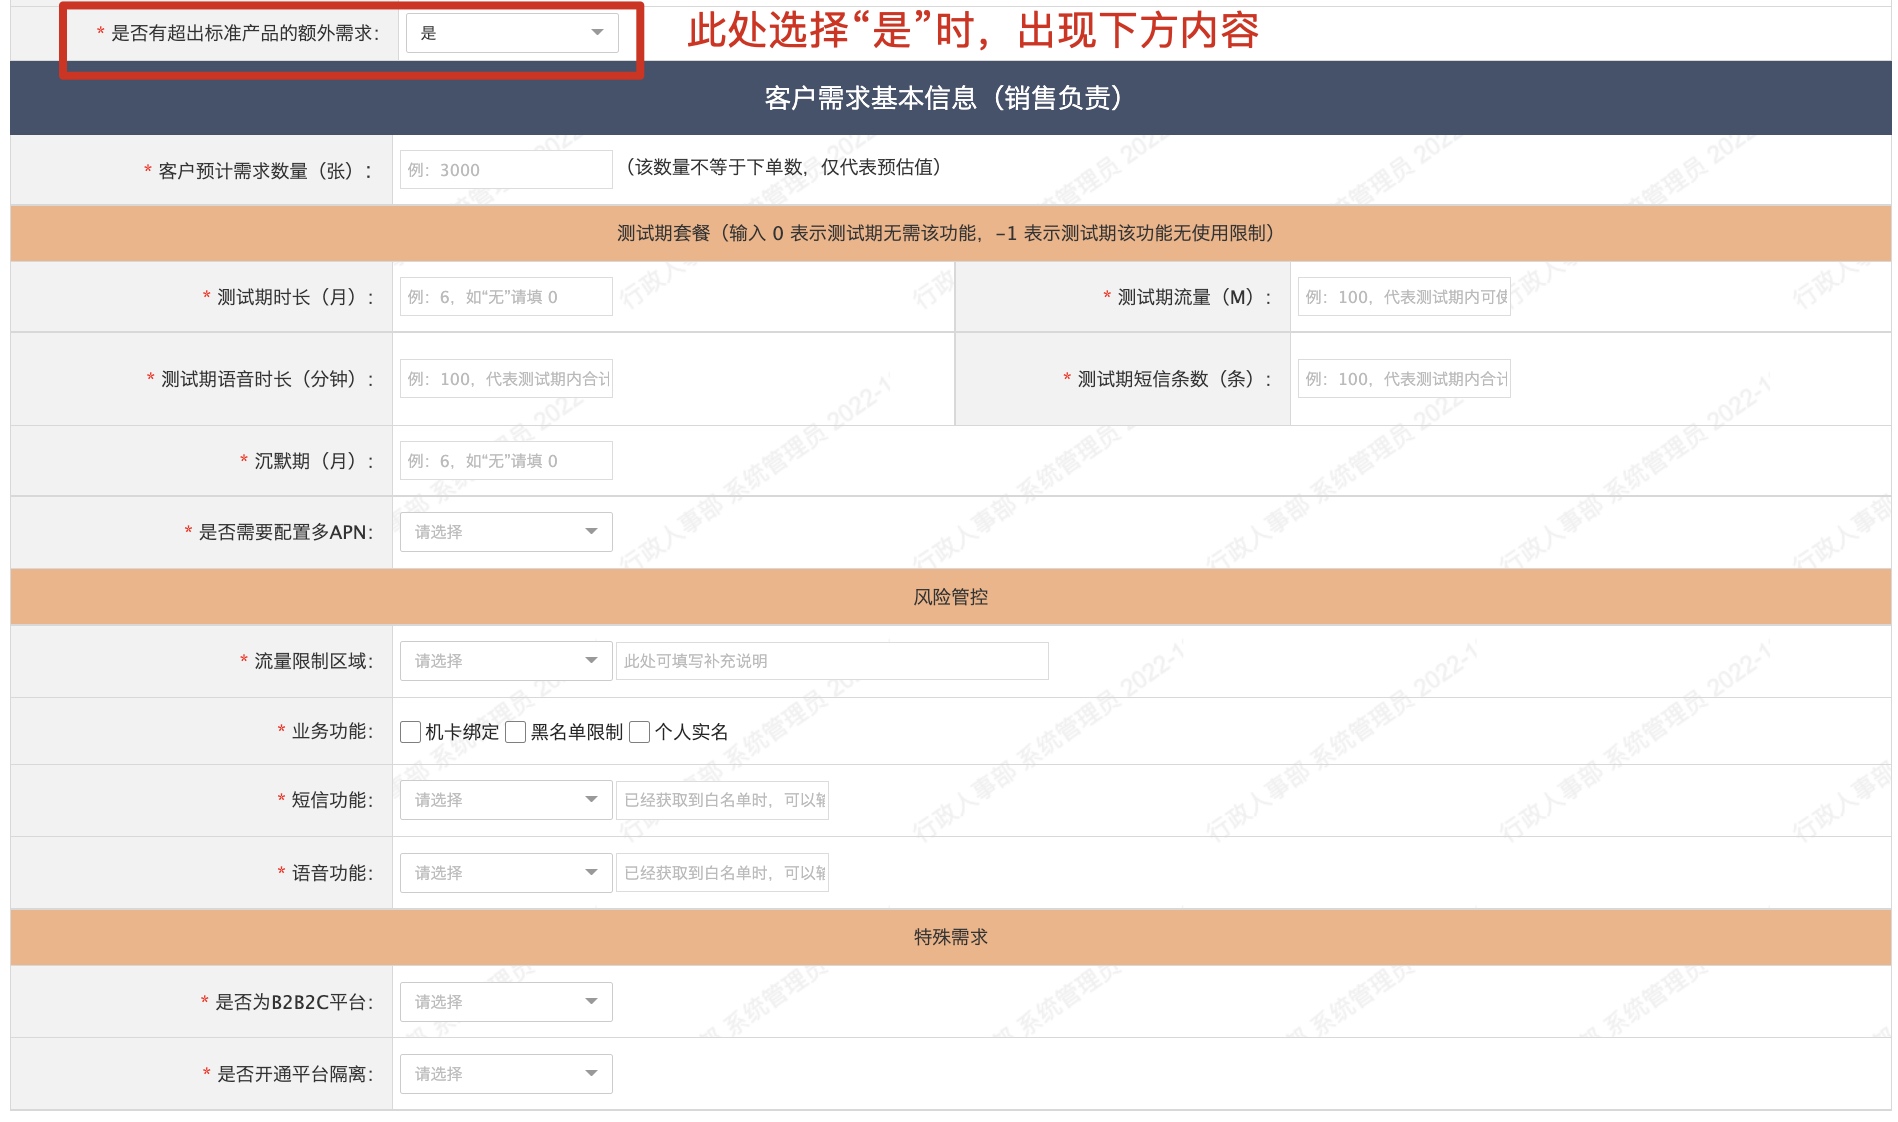 * 是否有超出标准产品的额外需求： 是
此处选择“是”时，出现下方内容
客户需求基本信息（销售负责）
* 客户预计需求数量（张）： 例：3000 （该数量不等于下单数，仅代表预估值）
测试期套餐（输入 0 表示测试期无需该功能，-1 表示测试期该功能无使用限制）
* 测试期时长（月）： 例：6，如“无”请填 0 * 测试期流量（M）： 例：100，代表测试期内可使
* 测试期语音时长（分钟）： 例：100，代表测试期内合计 * 测试期短信条数（条）： 例：100，代表测试期内合计
* 沉默期（月）： 例：6，如“无”请填 0
* 是否需要配置多APN： 请选择
风险管控
* 流量限制区域： 请选择 此处可填写补充说明
* 业务功能： 机卡绑定 黑名单限制 个人实名
* 短信功能： 请选择 已经获取到白名单时，可以输
* 语音功能： 请选择 已经获取到白名单时，可以输
特殊需求
* 是否为B2B2C平台： 请选择
* 是否开通平台隔离： 请选择
行政人事部 系统管理员 2022-1